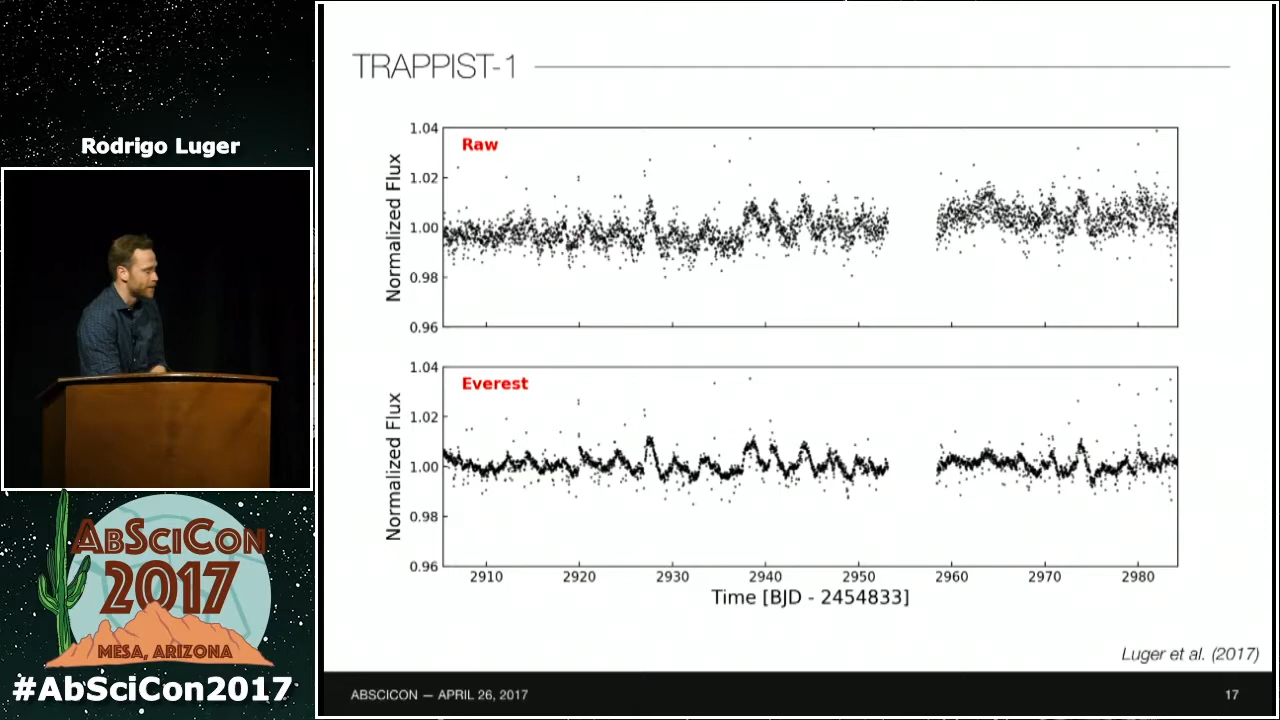 Rodrigo Luger
ABSCICON
2017
MESA, ARIZONA
#AbSciCon2017
TRAPPIST-1
Raw
Normalized Flux
1.04
1.02
1.00
0.98
0.96
Everest
Normalized Flux
1.04
1.02
1.00
0.98
0.96
2910 2920 2930 2940 2950 2960 2970 2980
Time [BJD - 2454833]
Luger et al. (2017)
ABSCICON — APRIL 26, 2017
17